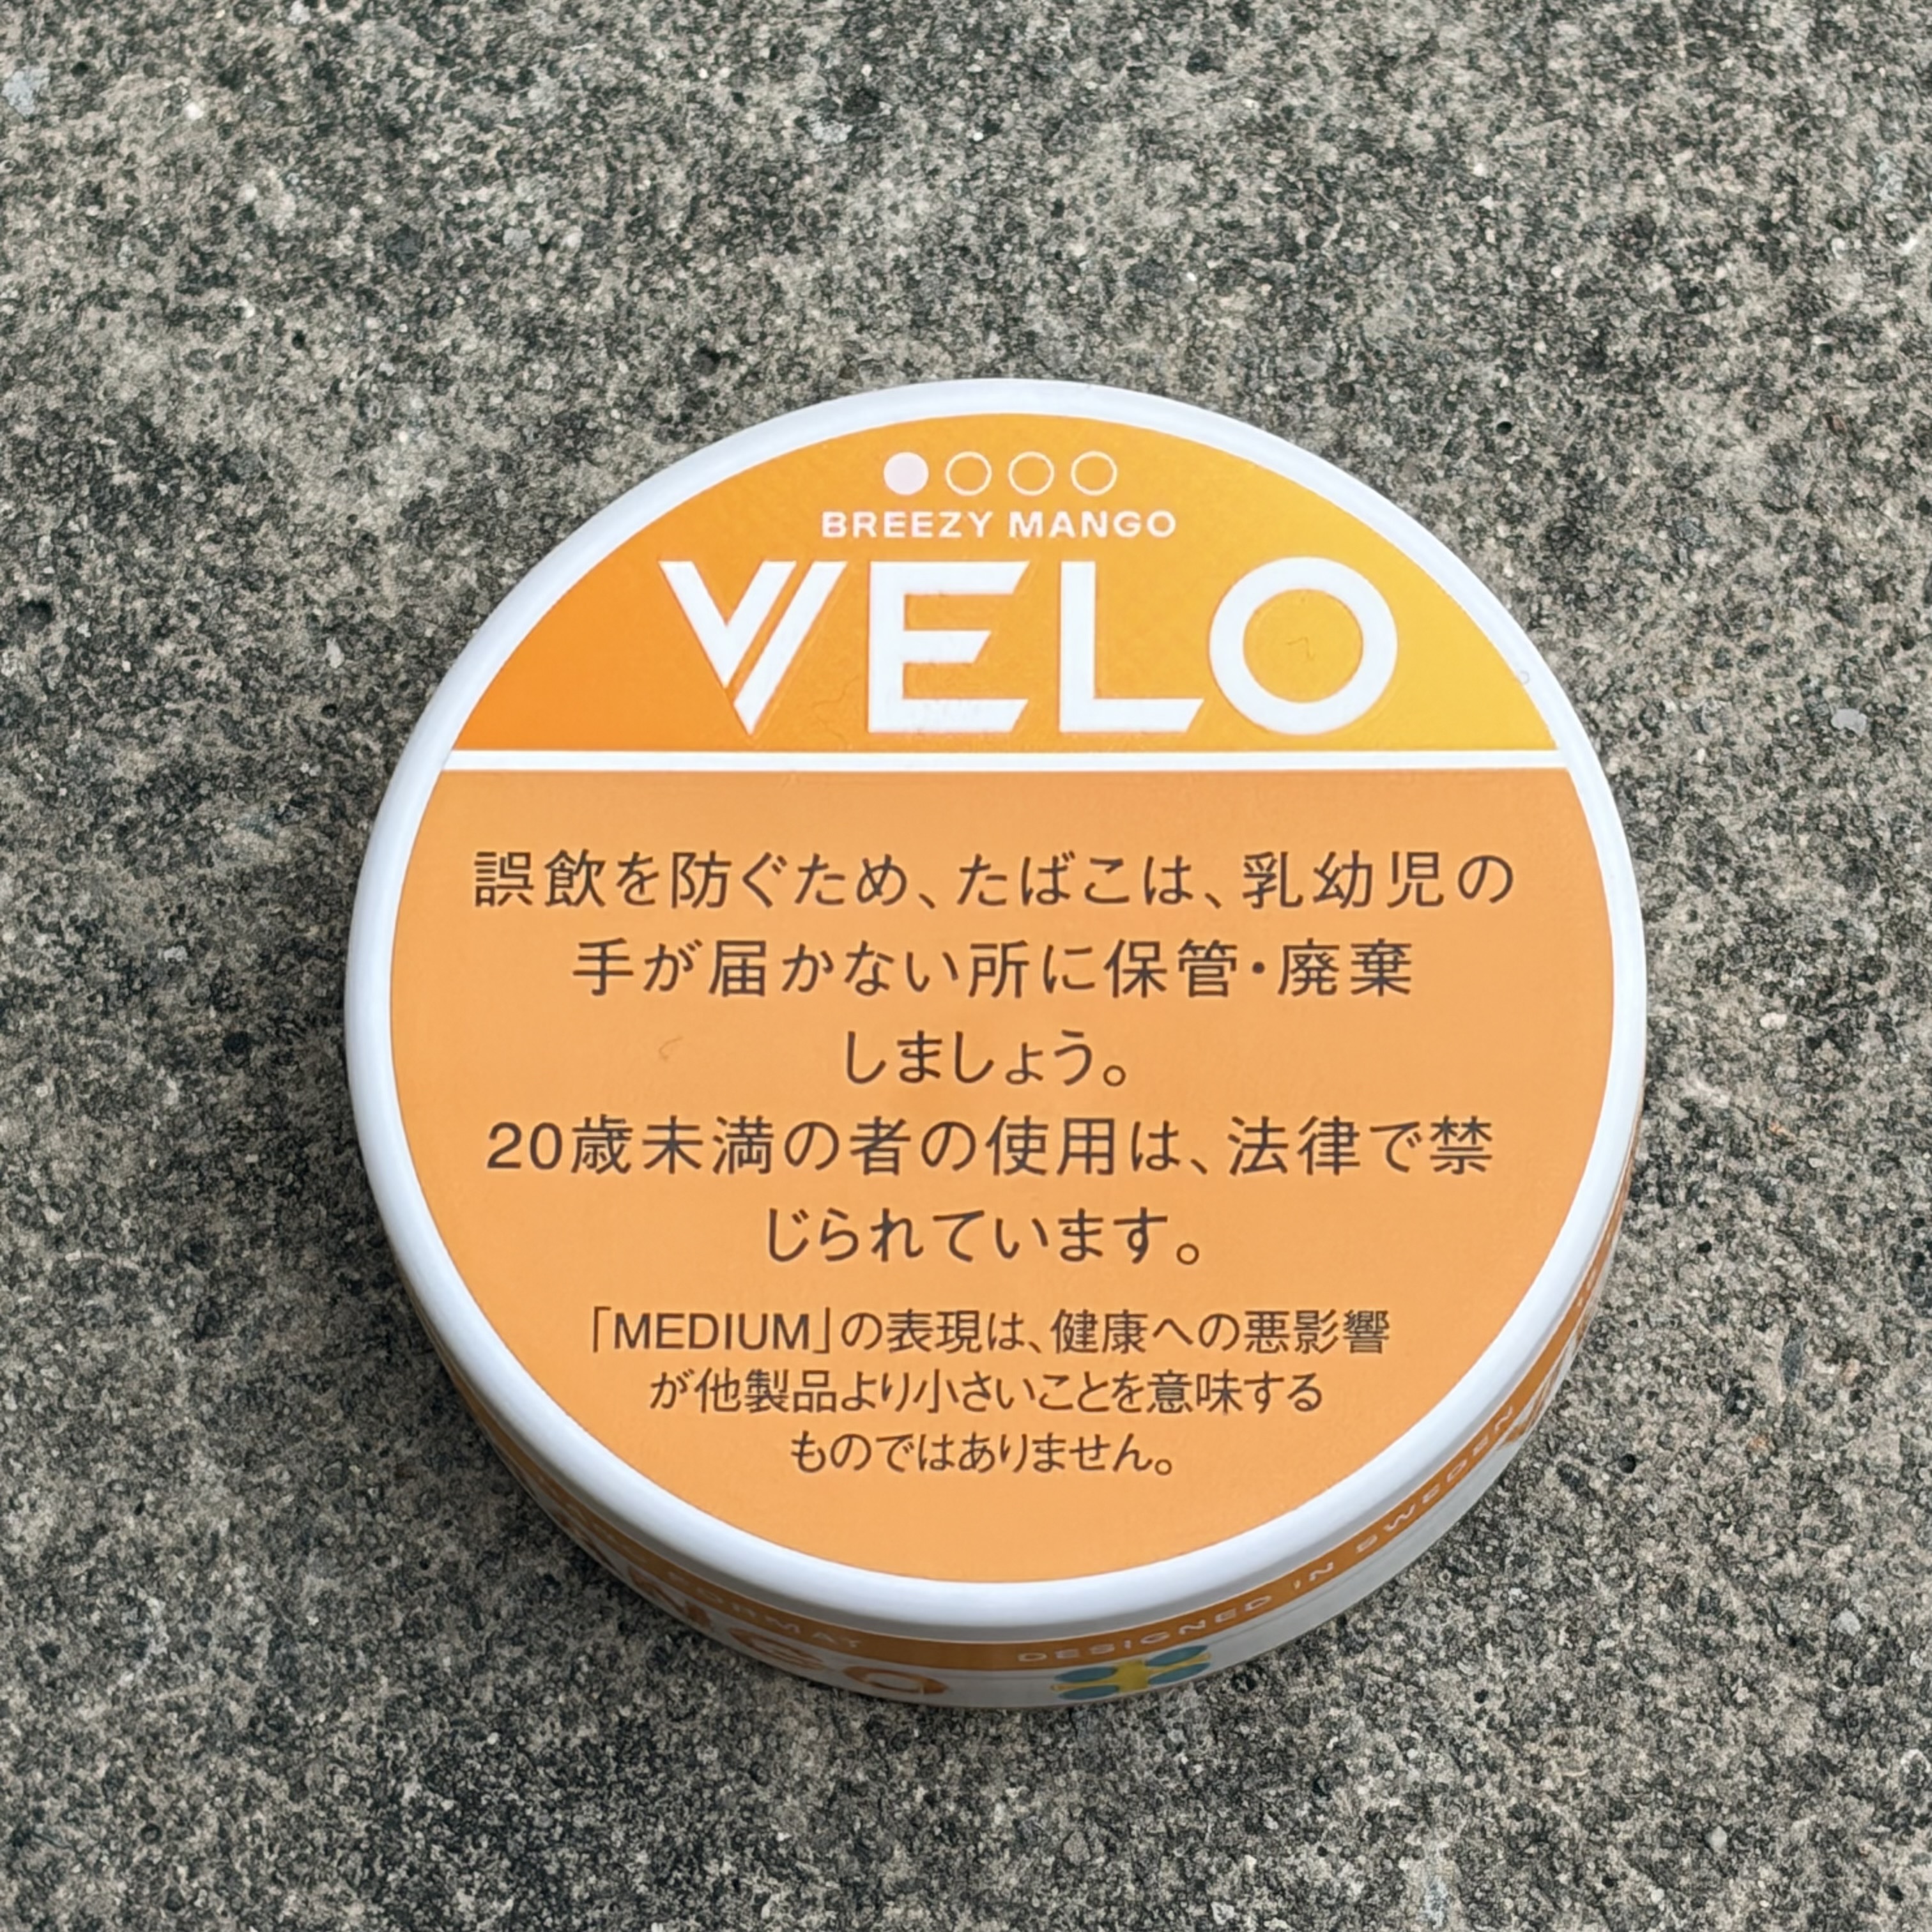 BREEZY MANGO
VELO
誤飲を防ぐため、たばこは、乳幼児の
手が届かない所に保管・廃棄
しましょう。
20歳未満の者の使用は、法律で禁
じられています。
「MEDIUM」の表現は、健康への悪影響
が他製品より小さいことを意味する
ものではありません。
FORMAT
DESIGNED IN SWEDEN